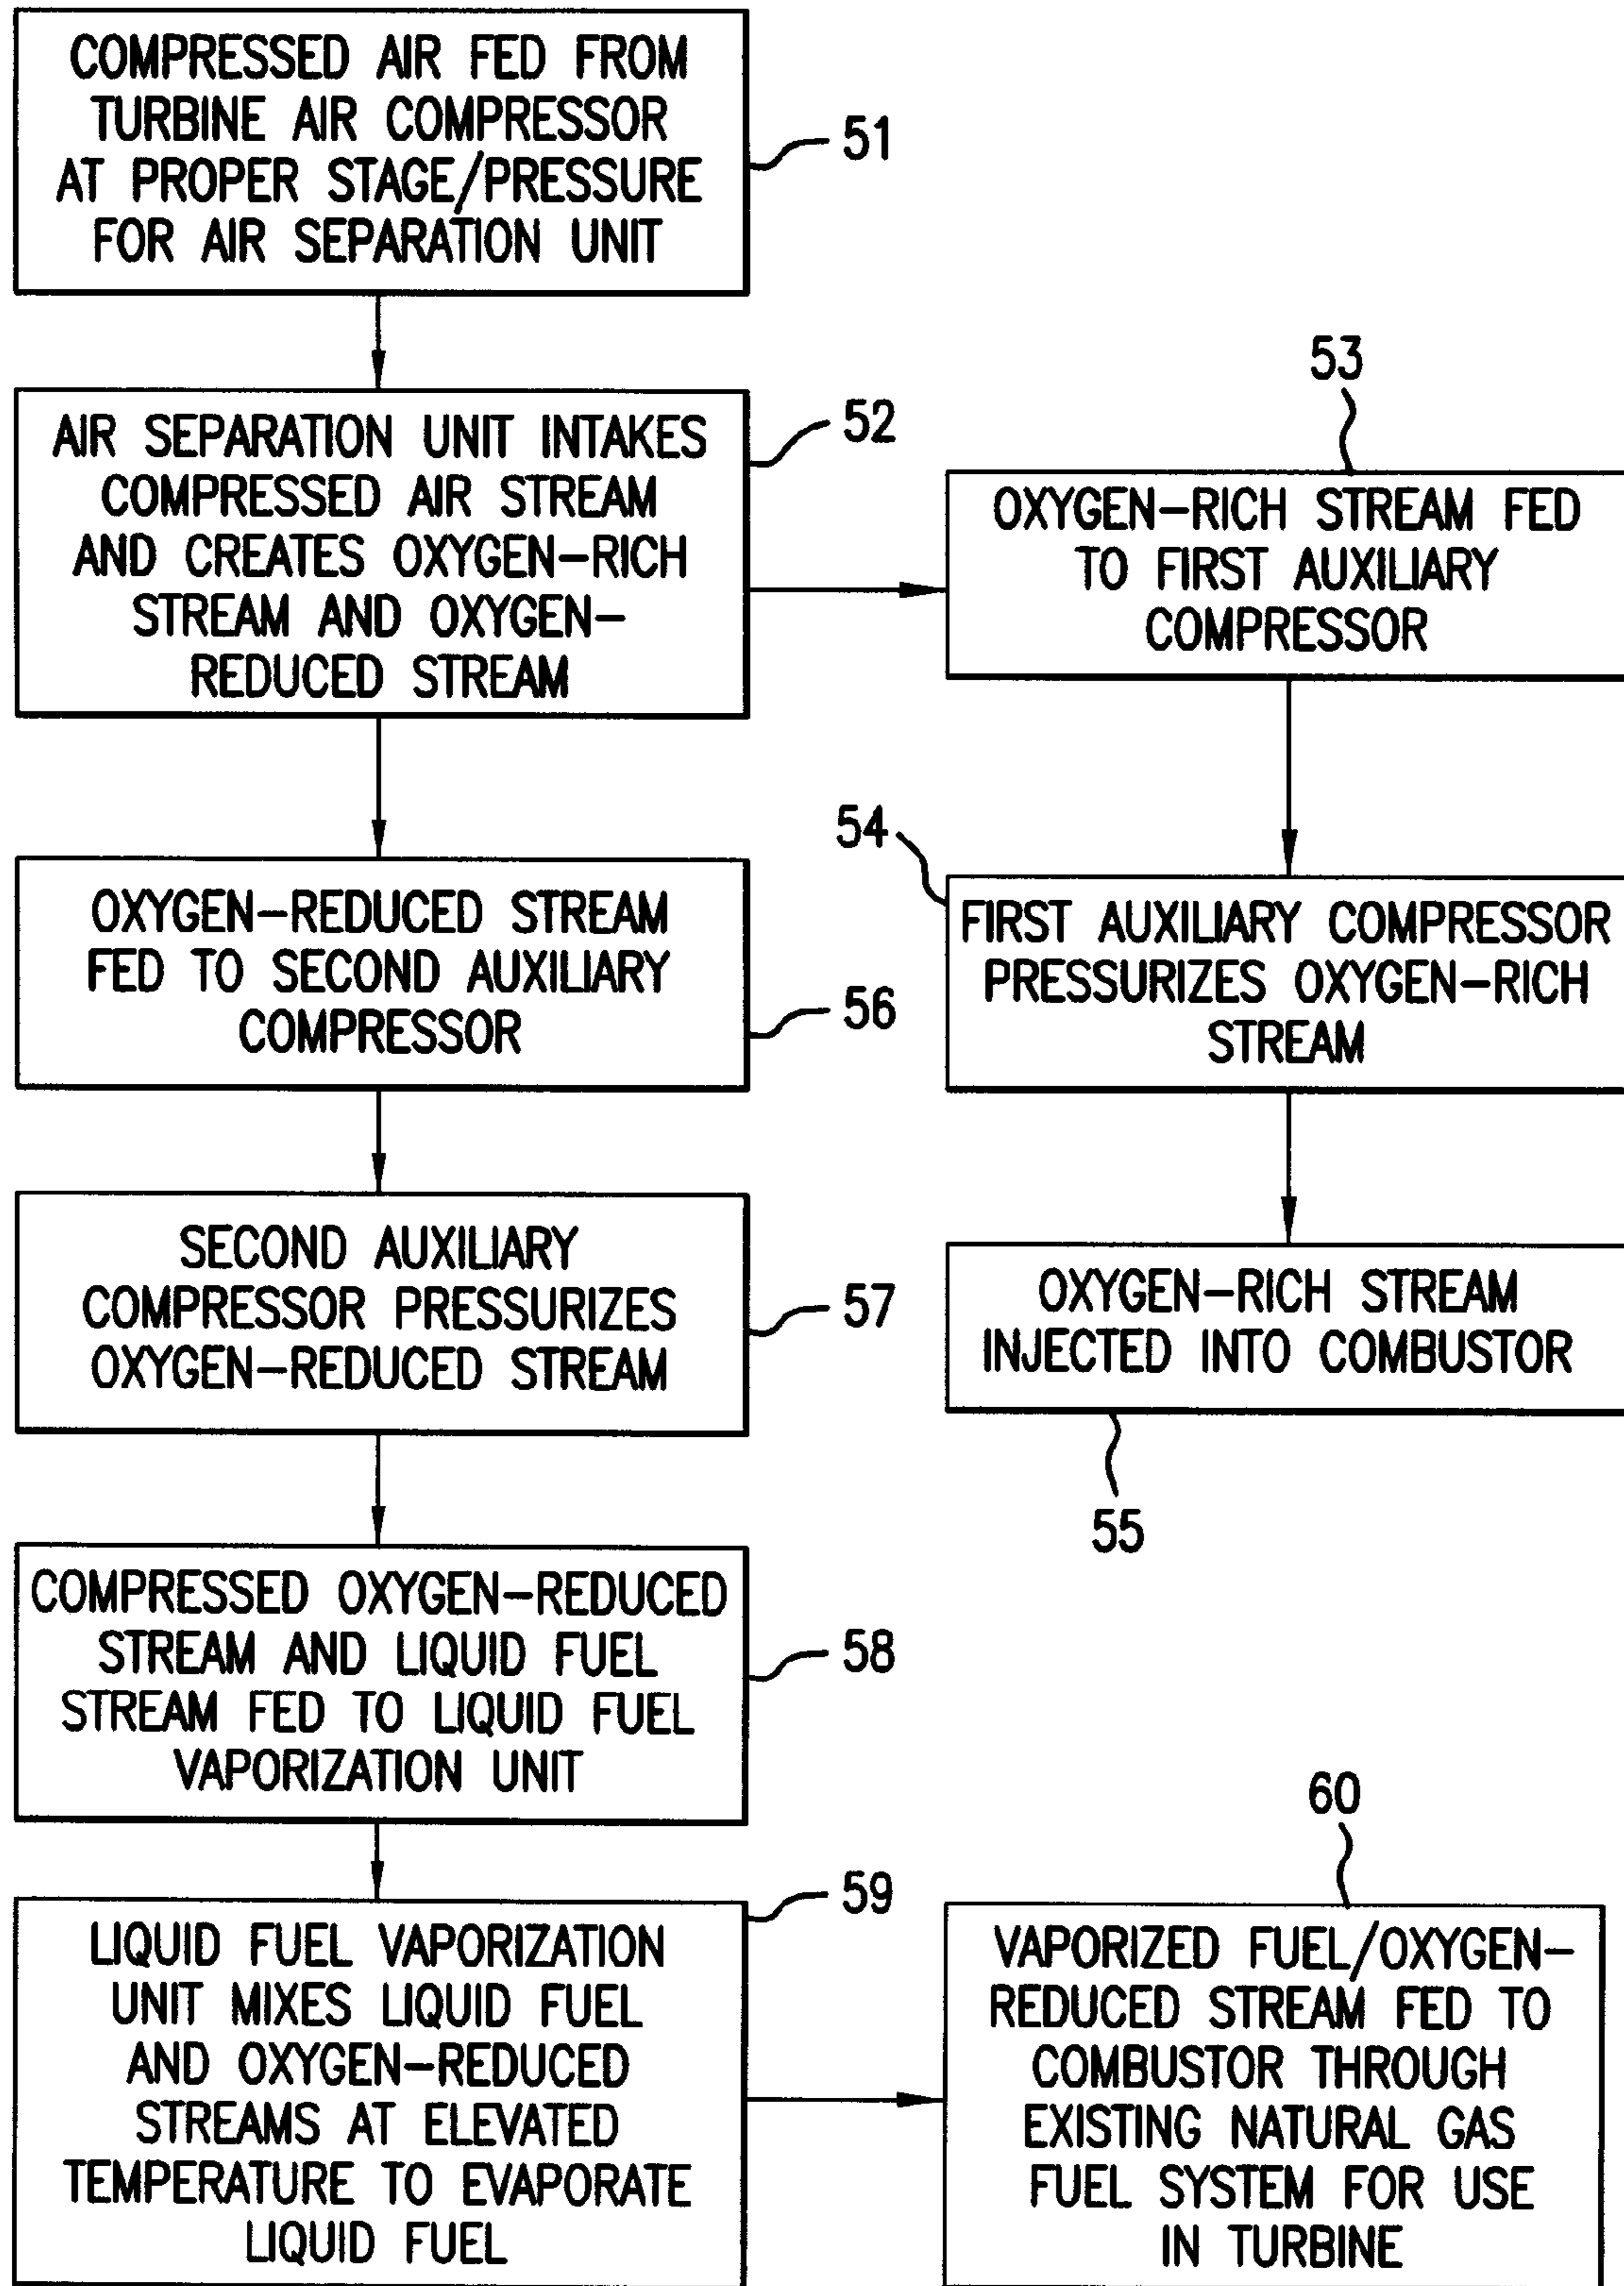 COMPRESSED AIR FED FROM
TURBINE AIR COMPRESSOR
AT PROPER STAGE/PRESSURE
FOR AIR SEPARATION UNIT
51
AIR SEPARATION UNIT INTAKES
COMPRESSED AIR STREAM
AND CREATES OXYGEN-RICH
STREAM AND OXYGEN-
REDUCED STREAM
52
53
OXYGEN-RICH STREAM FED
TO FIRST AUXILIARY
COMPRESSOR
54
FIRST AUXILIARY COMPRESSOR
PRESSURIZES OXYGEN-RICH
STREAM
OXYGEN-RICH STREAM
INJECTED INTO COMBUSTOR
55
OXYGEN-REDUCED STREAM
FED TO SECOND AUXILIARY
COMPRESSOR
56
SECOND AUXILIARY
COMPRESSOR PRESSURIZES
OXYGEN-REDUCED STREAM
57
COMPRESSED OXYGEN-REDUCED
STREAM AND LIQUID FUEL
STREAM FED TO LIQUID FUEL
VAPORIZATION UNIT
58
LIQUID FUEL VAPORIZATION
UNIT MIXES LIQUID FUEL
AND OXYGEN-REDUCED
STREAMS AT ELEVATED
TEMPERATURE TO EVAPORATE
LIQUID FUEL
59
60
VAPORIZED FUEL/OXYGEN-
REDUCED STREAM FED TO
COMBUSTOR THROUGH
EXISTING NATURAL GAS
FUEL SYSTEM FOR USE
IN TURBINE